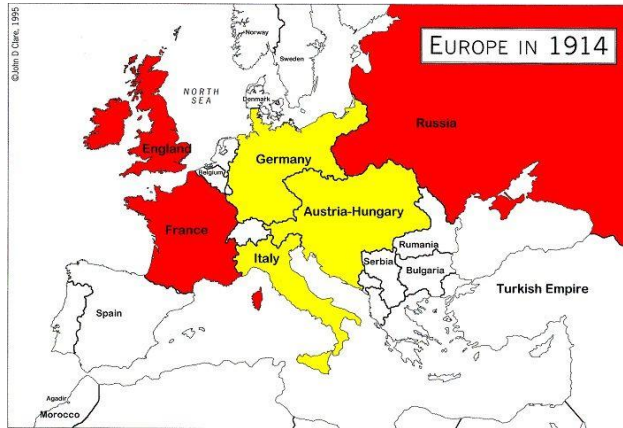 ©John D Clare, 1995
EUROPE IN 1914
Norway
Sweden
NORTH
SEA
Denmark
Russia
England
Belgium
Germany
Austria-Hungary
France
Italy
Rumania
Serbia
Bulgaria
Turkish Empire
Spain
Agadir
Morocco